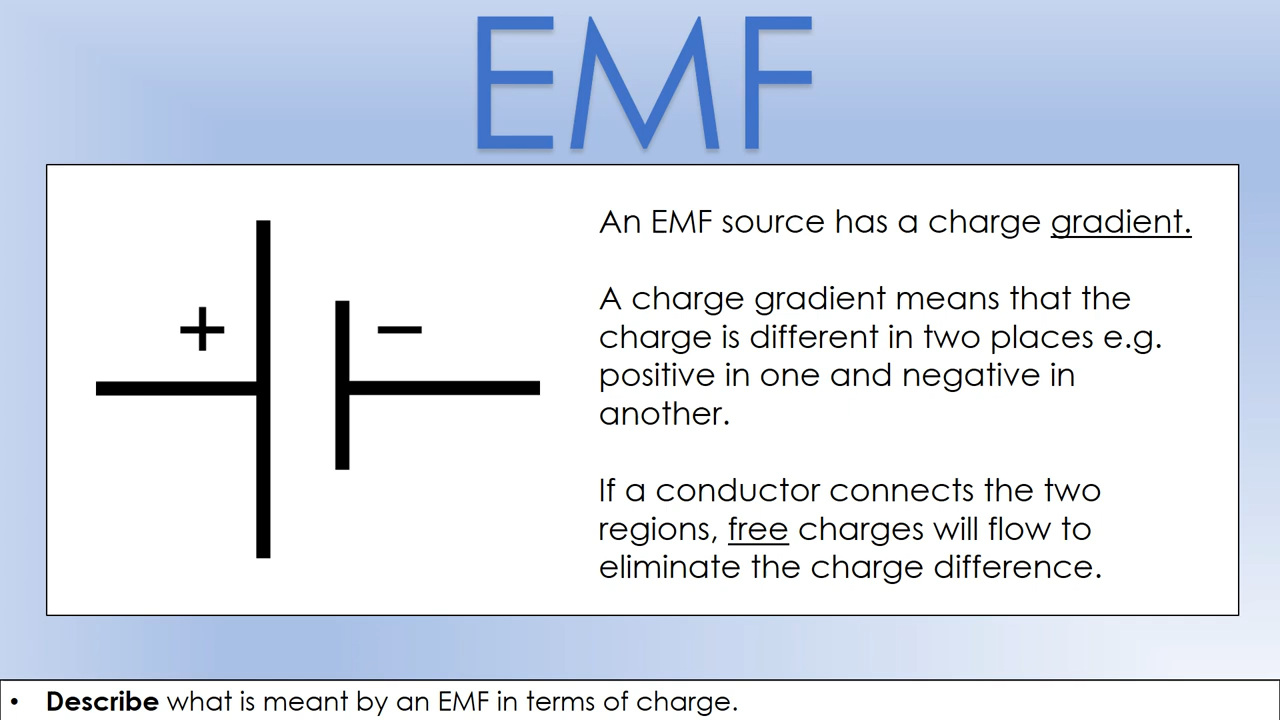 EMF
+ −
An EMF source has a charge gradient.
A charge gradient means that the
charge is different in two places e.g.
positive in one and negative in
another.
If a conductor connects the two
regions, free charges will flow to
eliminate the charge difference.
• Describe what is meant by an EMF in terms of charge.